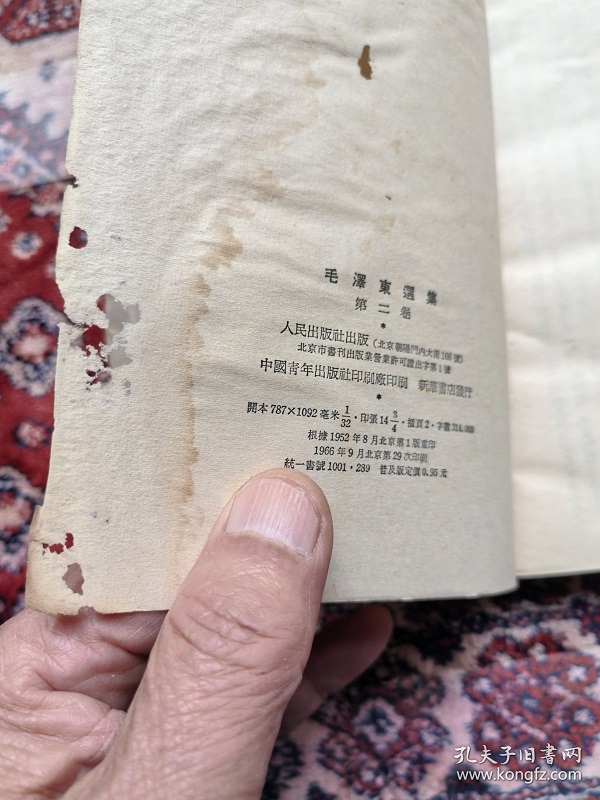 毛澤東選集
第二卷
*
人民出版社出版（北京朝陽門內大街166號）
北京市書刊出版業營業許可證出字第1號
中國青年出版社印刷廠印刷 新華書店發行
*
開本787×1092毫米1/32·印張14 3/4·插頁2·字數314,000
根據1952年8月北京第1版重印
1966年9月北京第29次印刷
統一書號1001·289 普及版定價0.95元
孔夫子旧書网
www.kongfz.com